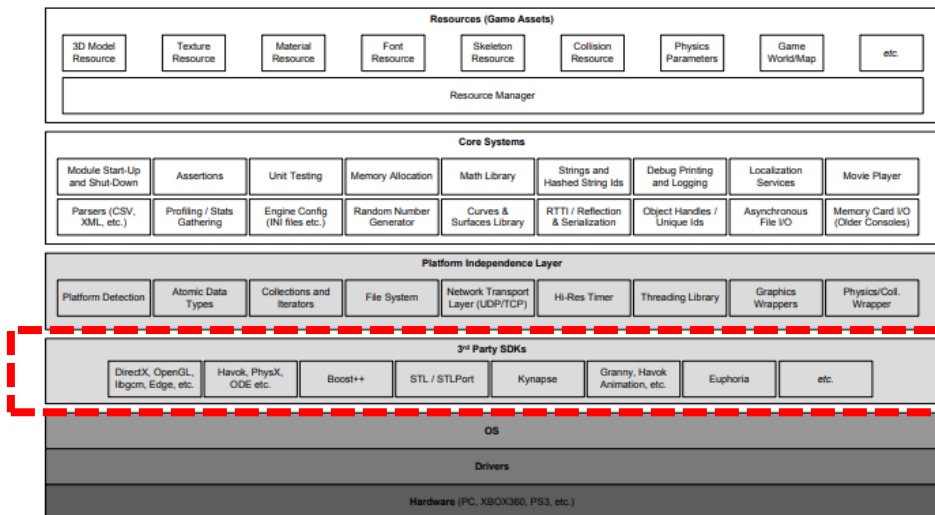 Resources (Game Assets)
3D Model Resource
Texture Resource
Material Resource
Font Resource
Skeleton Resource
Collision Resource
Physics Parameters
Game World/Map
etc.
Resource Manager
Core Systems
Module Start-Up and Shut-Down
Assertions
Unit Testing
Memory Allocation
Math Library
Strings and Hashed String Ids
Debug Printing and Logging
Localization Services
Movie Player
Parsers (CSV, XML, etc.)
Profiling / Stats Gathering
Engine Config (INI files etc.)
Random Number Generator
Curves & Surfaces Library
RTTI / Reflection & Serialization
Object Handles / Unique Ids
Asynchronous File I/O
Memory Card I/O (Older Consoles)
Platform Independence Layer
Platform Detection
Atomic Data Types
Collections and Iterators
File System
Network Transport Layer (UDP/TCP)
Hi-Res Timer
Threading Library
Graphics Wrappers
Physics/Coll. Wrapper
3rd Party SDKs
DirectX, OpenGL, libgcm, Edge, etc.
Havok, PhysX, ODE etc.
Boost++
STL / STLPort
Kynapse
Granny, Havok Animation, etc.
Euphoria
etc.
OS
Drivers
Hardware (PC, XBOX360, PS3, etc.)